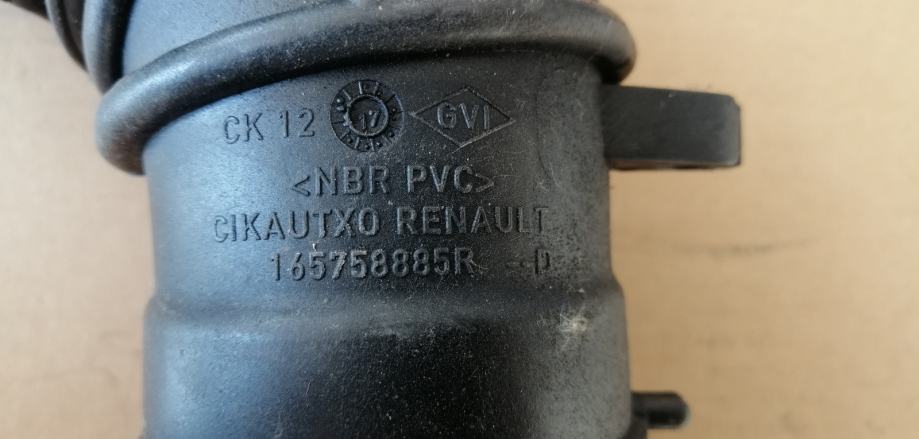 CK 12 17 GVI
<NBR PVC>
CIKAUTXO RENAULT
165758885R --D